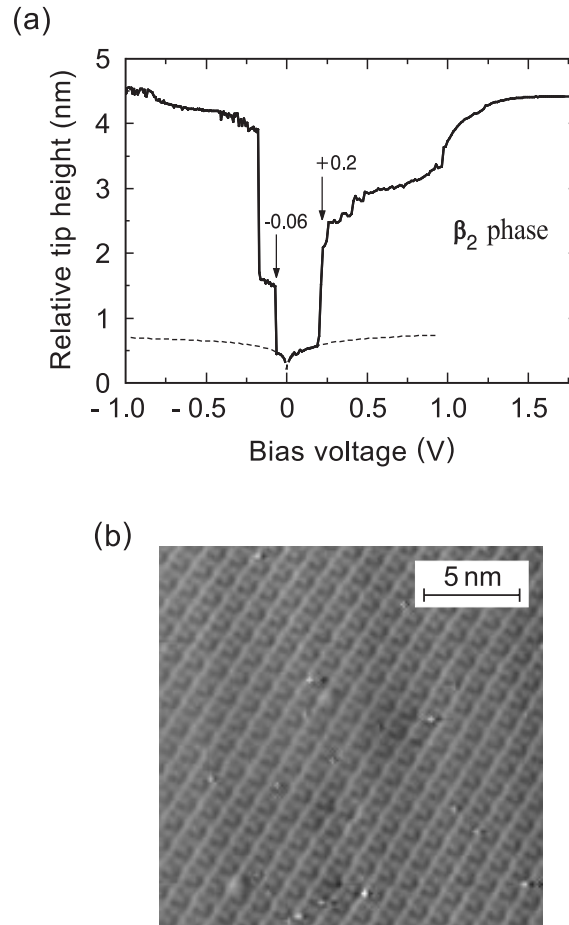 (a)
Relative tip height (nm)
5
4
3
2
1
0
-0.06
+0.2
β₂ phase
- 1.0
- 0.5
0
0.5
1.0
1.5
Bias voltage (V)
(b)
5 nm